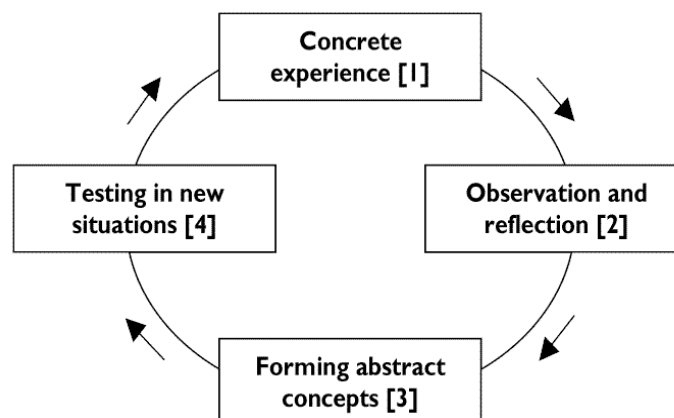 Concrete
experience [1]
Testing in new
situations [4]
Observation and
reflection [2]
Forming abstract
concepts [3]